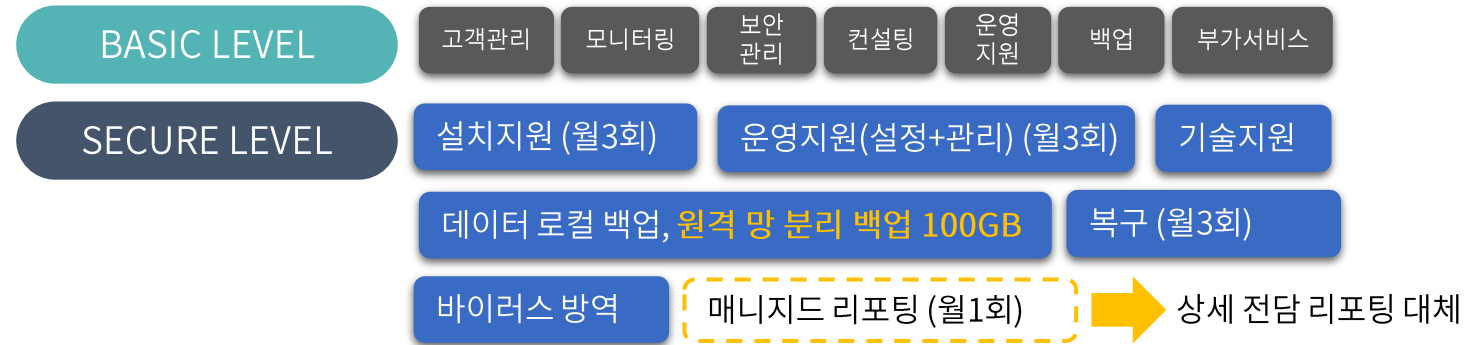 BASIC LEVEL
고객관리
모니터링
보안
관리
컨설팅
운영
지원
백업
부가서비스
SECURE LEVEL
설치지원 (월3회)
운영지원(설정+관리) (월3회)
기술지원
데이터 로컬 백업, 원격 망 분리 백업 100GB
복구 (월3회)
바이러스 방역
매니지드 리포팅 (월1회)
상세 전담 리포팅 대체